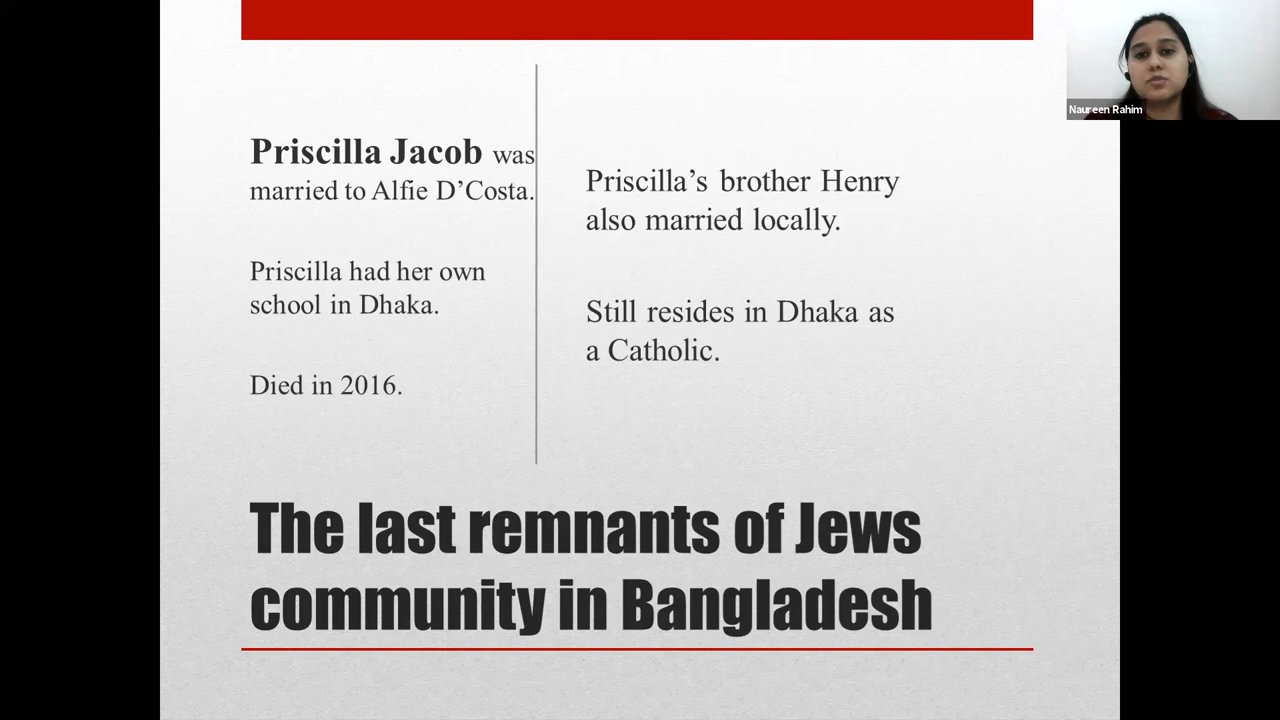 Priscilla Jacob was
married to Alfie D’Costa.
Priscilla had her own
school in Dhaka.
Died in 2016.
Priscilla’s brother Henry
also married locally.
Still resides in Dhaka as
a Catholic.
The last remnants of Jews
community in Bangladesh
Naureen Rahim